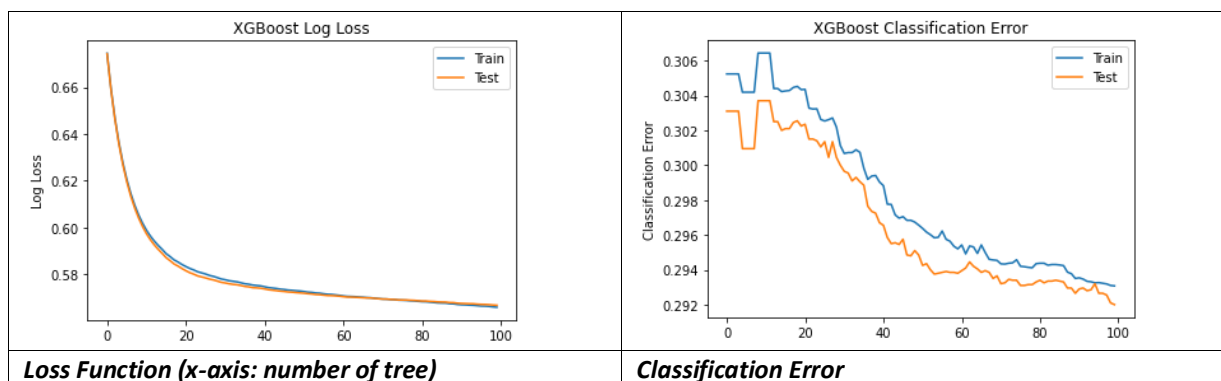 XGBoost Log Loss
Train
Test
Log Loss
0.66
0.64
0.62
0.60
0.58
0 20 40 60 80 100
XGBoost Classification Error
Train
Test
Classification Error
0.306
0.304
0.302
0.300
0.298
0.296
0.294
0.292
0 20 40 60 80 100
Loss Function (x-axis: number of tree)
Classification Error